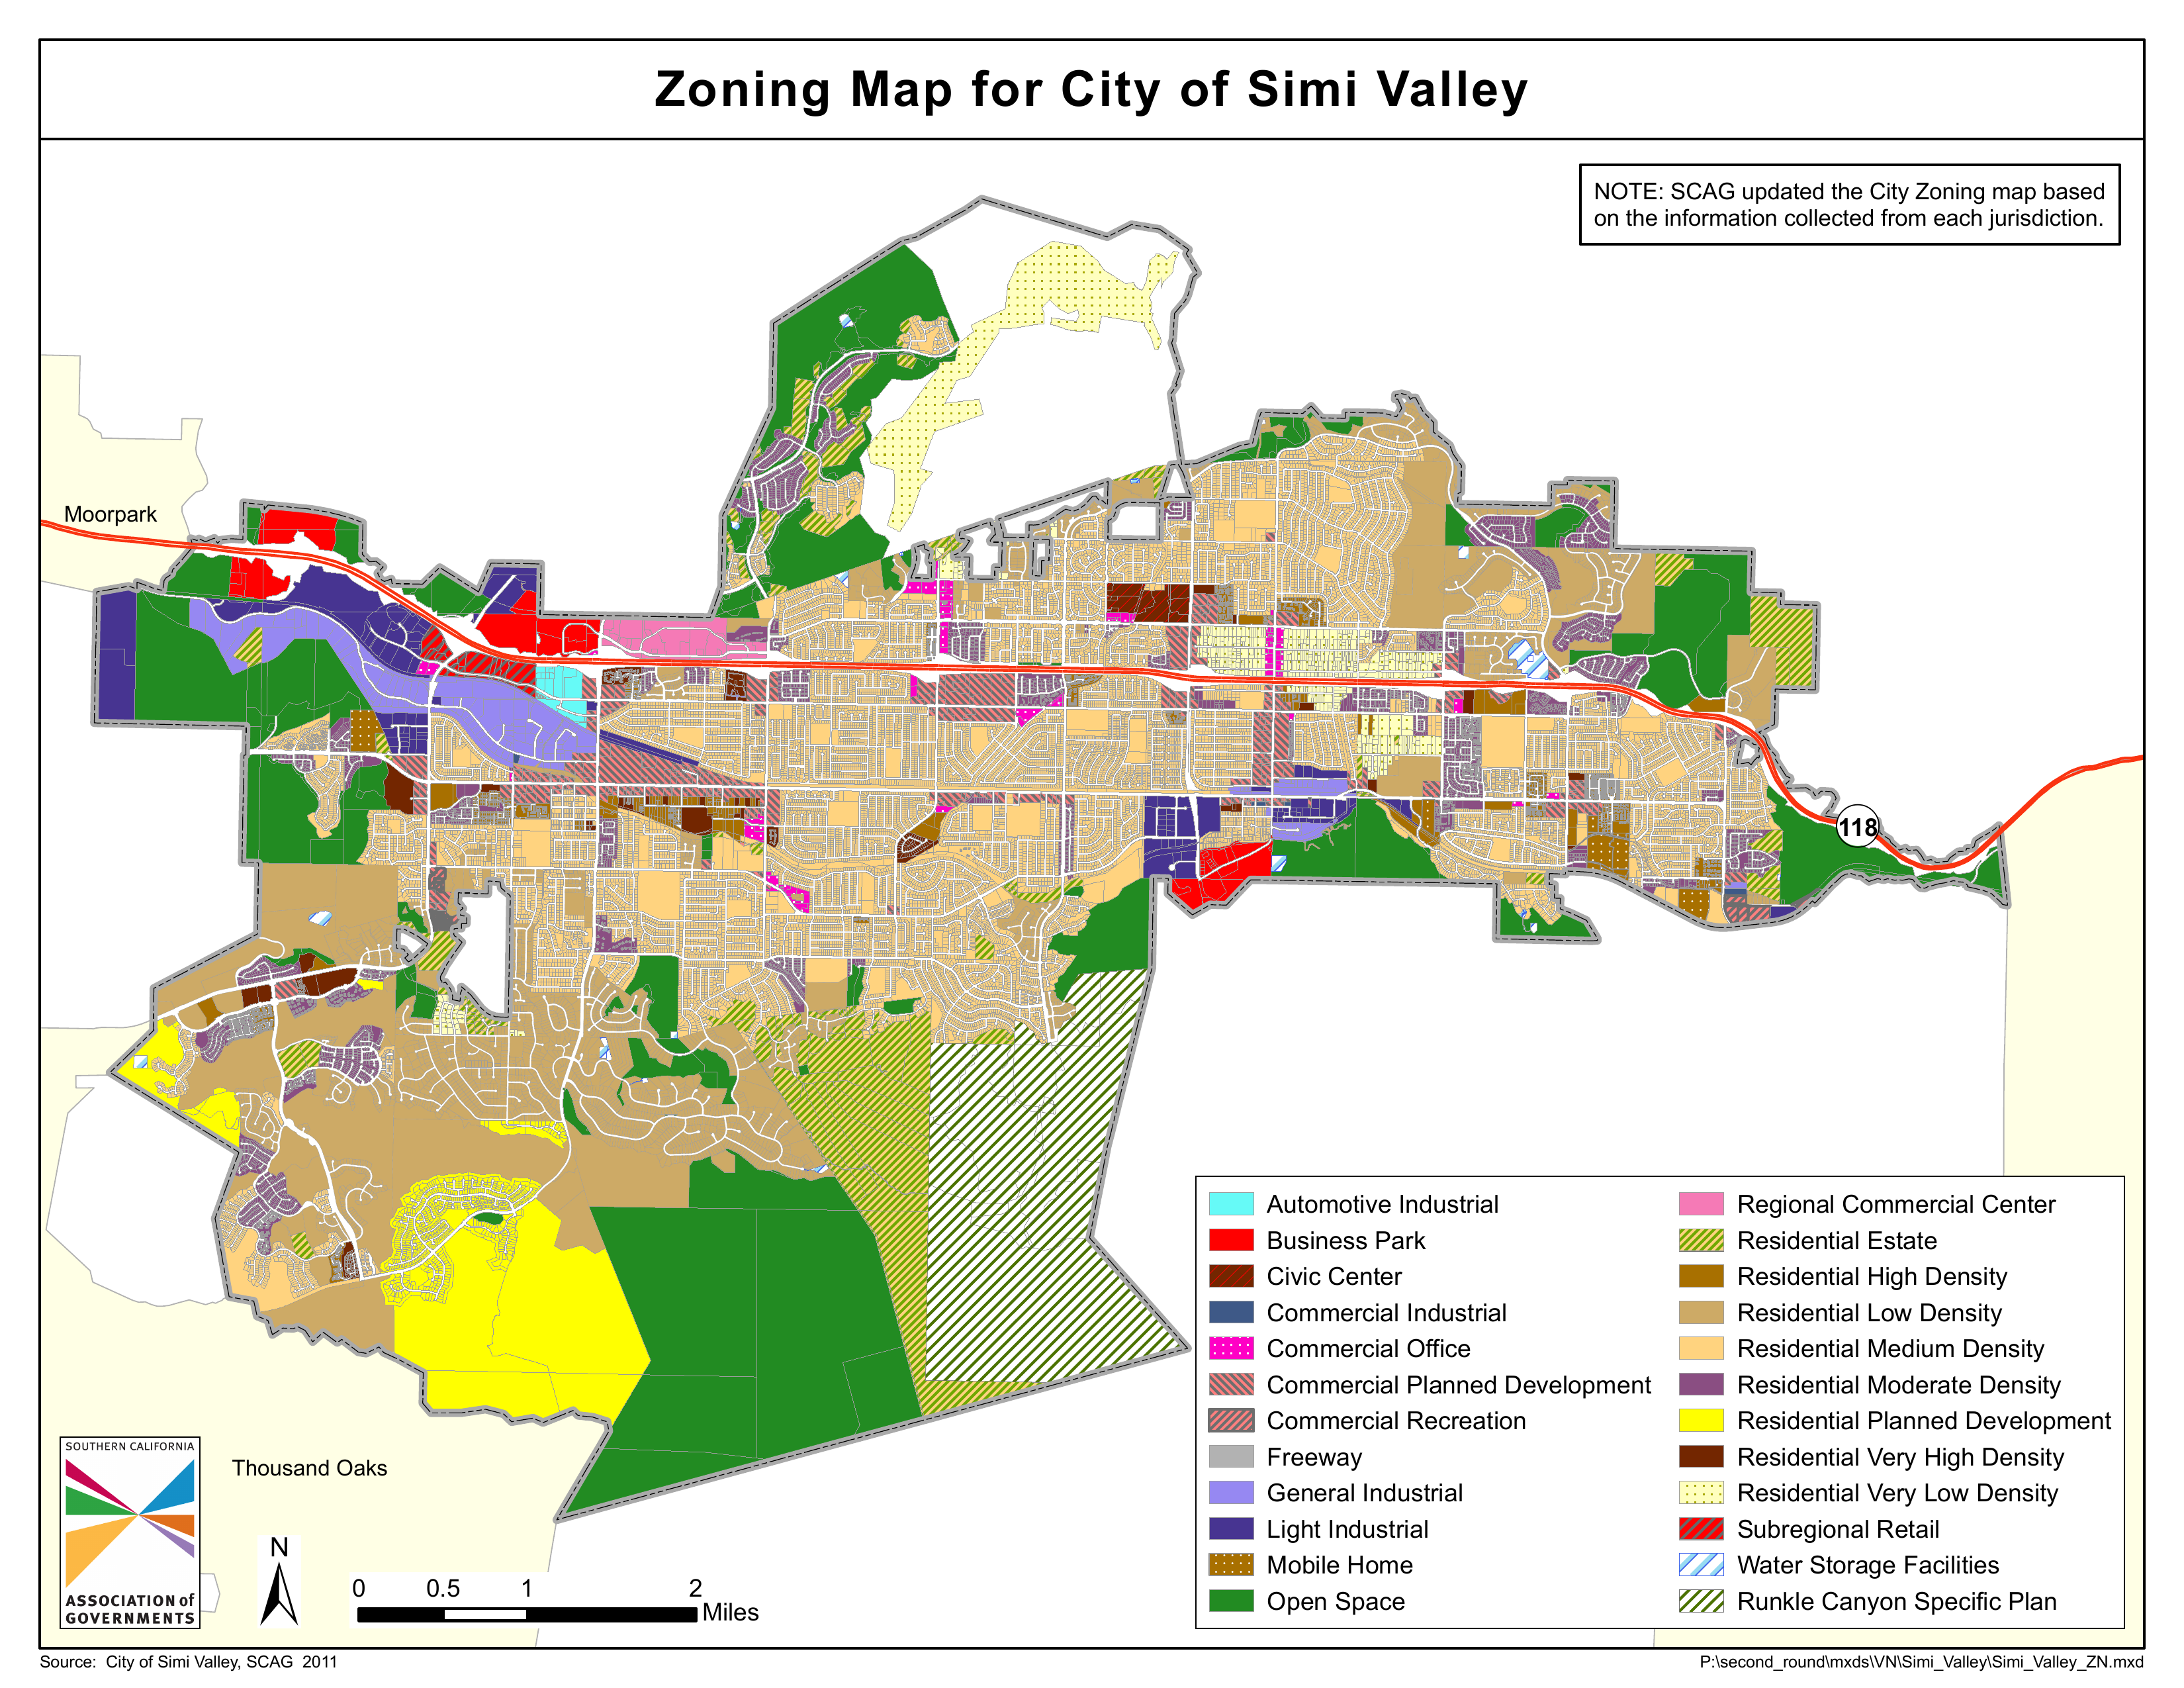 Zoning Map for City of Simi Valley
NOTE: SCAG updated the City Zoning map based
on the information collected from each jurisdiction.
Moorpark
118
Automotive Industrial
Business Park
Civic Center
Commercial Industrial
Commercial Office
Commercial Planned Development
Commercial Recreation
Freeway
General Industrial
Light Industrial
Mobile Home
Open Space
Regional Commercial Center
Residential Estate
Residential High Density
Residential Low Density
Residential Medium Density
Residential Moderate Density
Residential Planned Development
Residential Very High Density
Residential Very Low Density
Subregional Retail
Water Storage Facilities
Runkle Canyon Specific Plan
Thousand Oaks
SOUTHERN CALIFORNIA
ASSOCIATION of
GOVERNMENTS
N
0 0.5 1 2
Miles
Source: City of Simi Valley, SCAG 2011
P:\second_round\mxds\VN\Simi_Valley\Simi_Valley_ZN.mxd